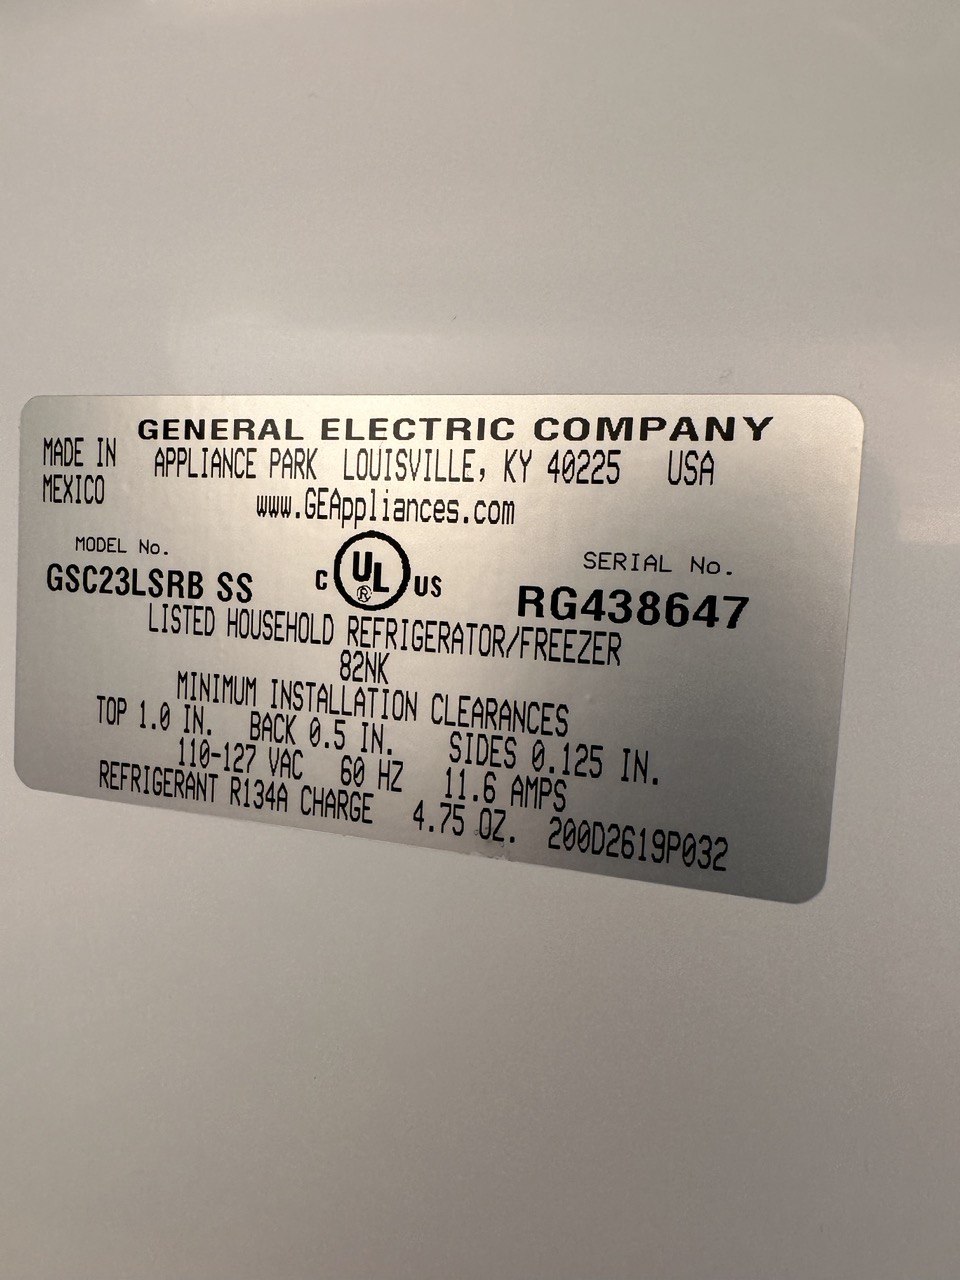 GENERAL ELECTRIC COMPANY
MADE IN MEXICO
APPLIANCE PARK LOUISVILLE, KY 40225 USA
www.GEAppliances.com
MODEL No.
GSC23LSRB SS
C UL ® US
SERIAL No.
RG438647
LISTED HOUSEHOLD REFRIGERATOR/FREEZER
82NK
MINIMUM INSTALLATION CLEARANCES
TOP 1.0 IN. BACK 0.5 IN. SIDES 0.125 IN.
110-127 VAC 60 HZ 11.6 AMPS
REFRIGERANT R134A CHARGE 4.75 OZ. 200D2619P032